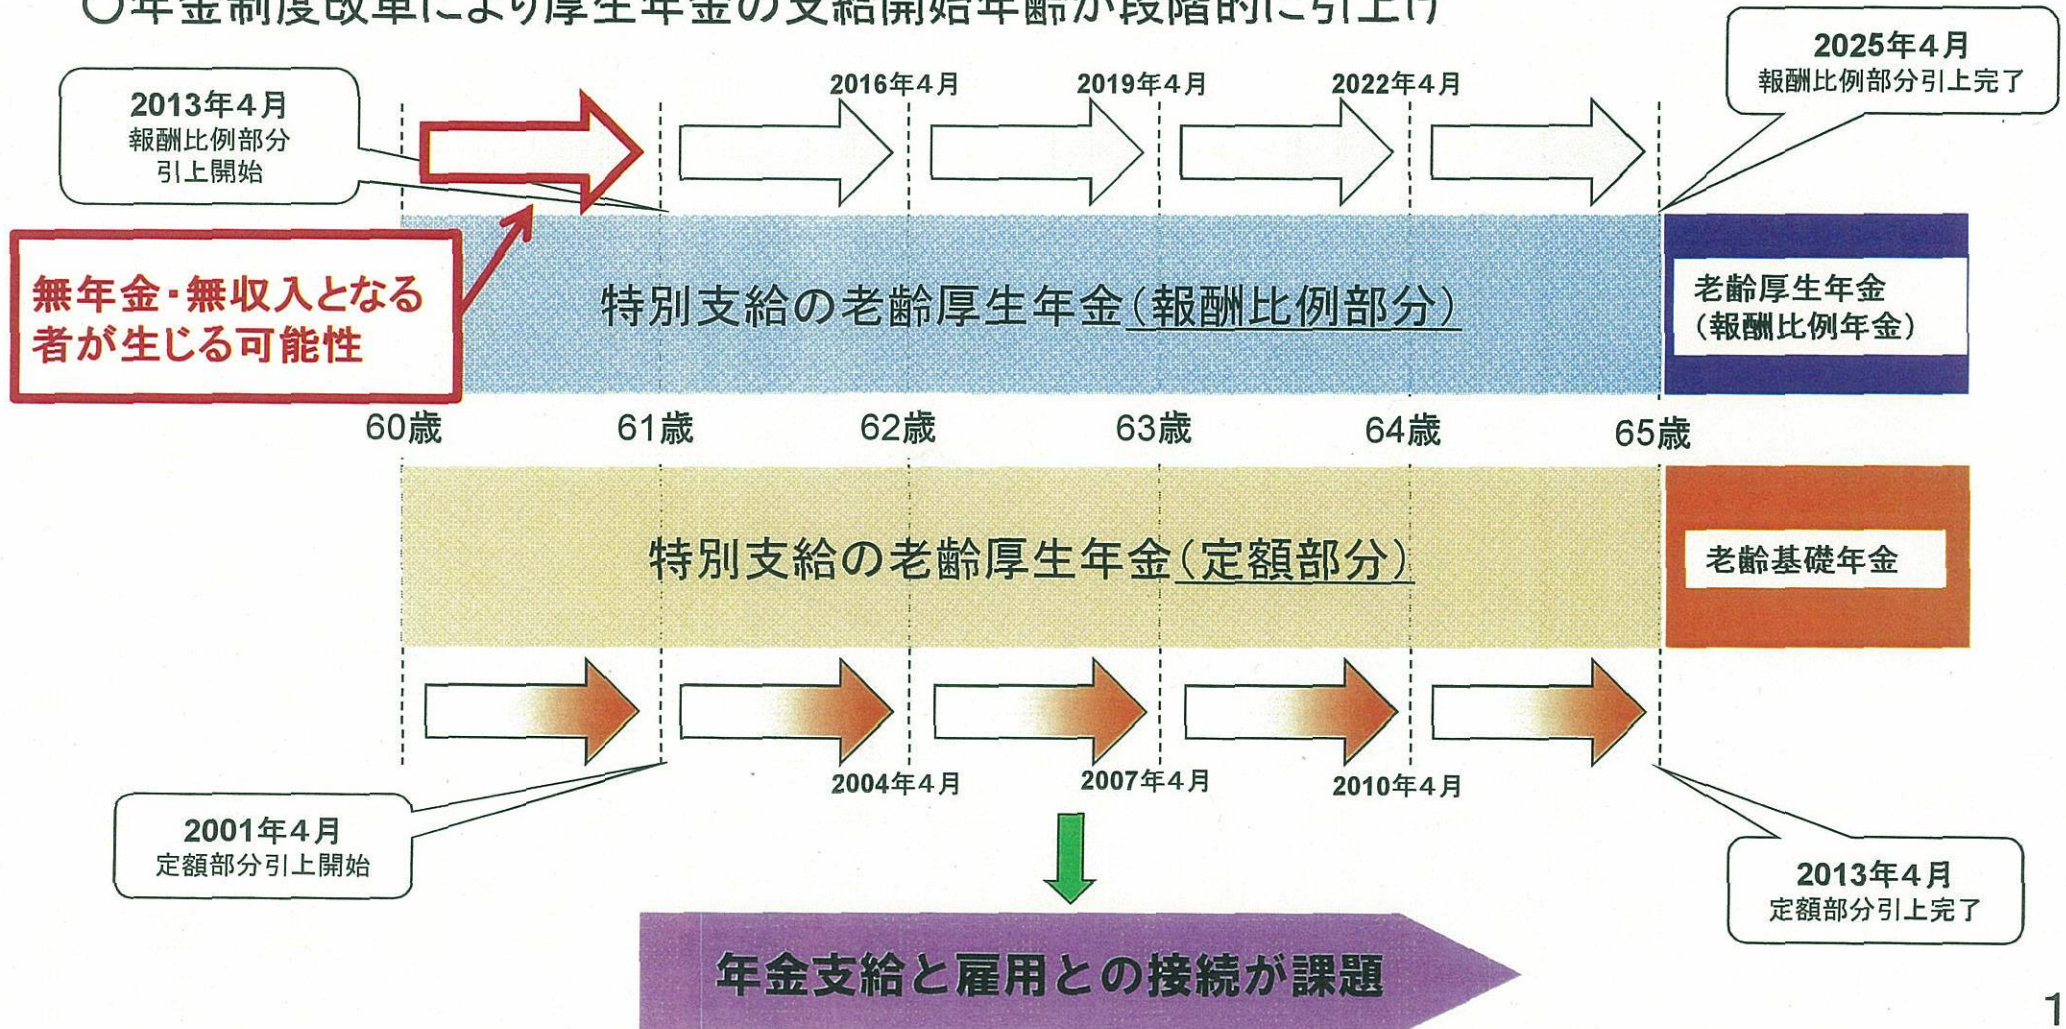 〇年金制度改革により厚生年金の支給開始年齢が段階的に引上げ
2013年4月
報酬比例部分
引上開始
2016年4月
2019年4月
2022年4月
2025年4月
報酬比例部分引上完了
無年金・無収入となる
者が生じる可能性
特別支給の老齢厚生年金(報酬比例部分)
老齢厚生年金
(報酬比例年金)
60歳
61歳
62歳
63歳
64歳
65歳
特別支給の老齢厚生年金(定額部分)
老齢基礎年金
2001年4月
定額部分引上開始
2004年4月
2007年4月
2010年4月
2013年4月
定額部分引上完了
年金支給と雇用との接続が課題
1